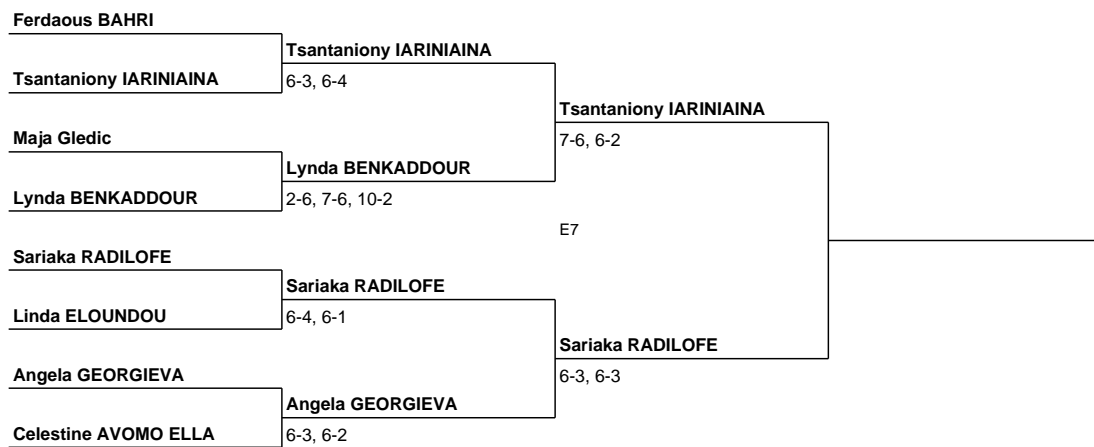 Ferdaous BAHRI
Tsantaniony IARINIAINA
Tsantaniony IARINIAINA
6-3, 6-4
Tsantaniony IARINIAINA
7-6, 6-2
Maja Gledic
Lynda BENKADDOUR
Lynda BENKADDOUR
2-6, 7-6, 10-2
E7
Sariaka RADILOFE
Sariaka RADILOFE
Linda ELOUNDOU
6-4, 6-1
Sariaka RADILOFE
6-3, 6-3
Angela GEORGIEVA
Angela GEORGIEVA
Celestine AVOMO ELLA
6-3, 6-2